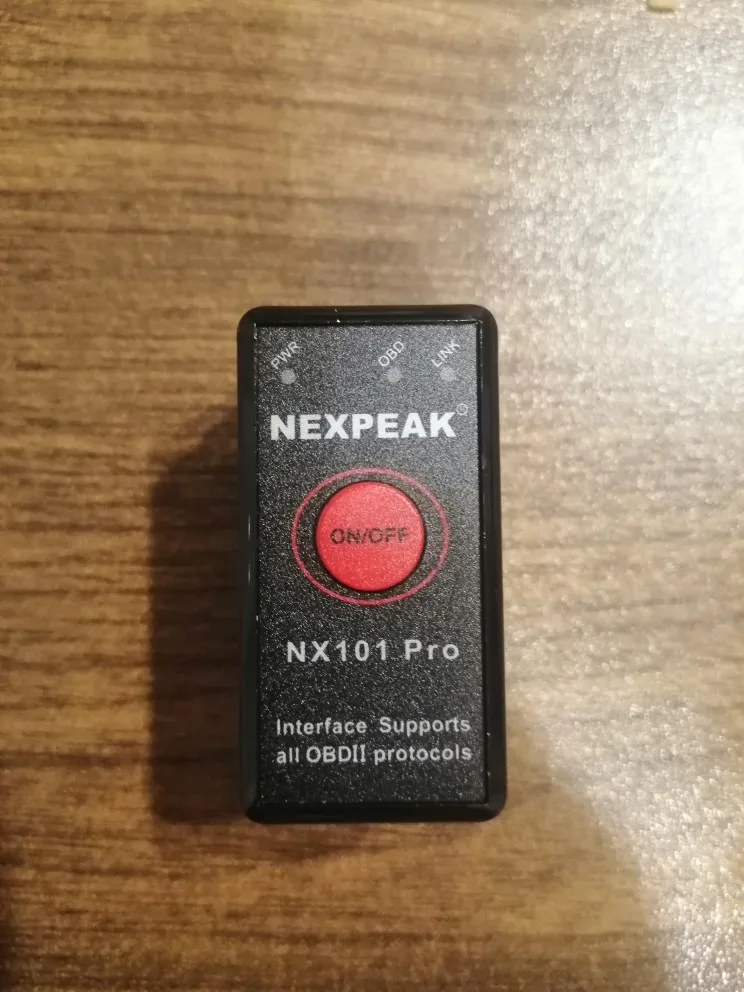 PWR OBD LINK
NEXPEAK
ON/OFF
NX101 Pro
Interface Supports
all OBDII protocols